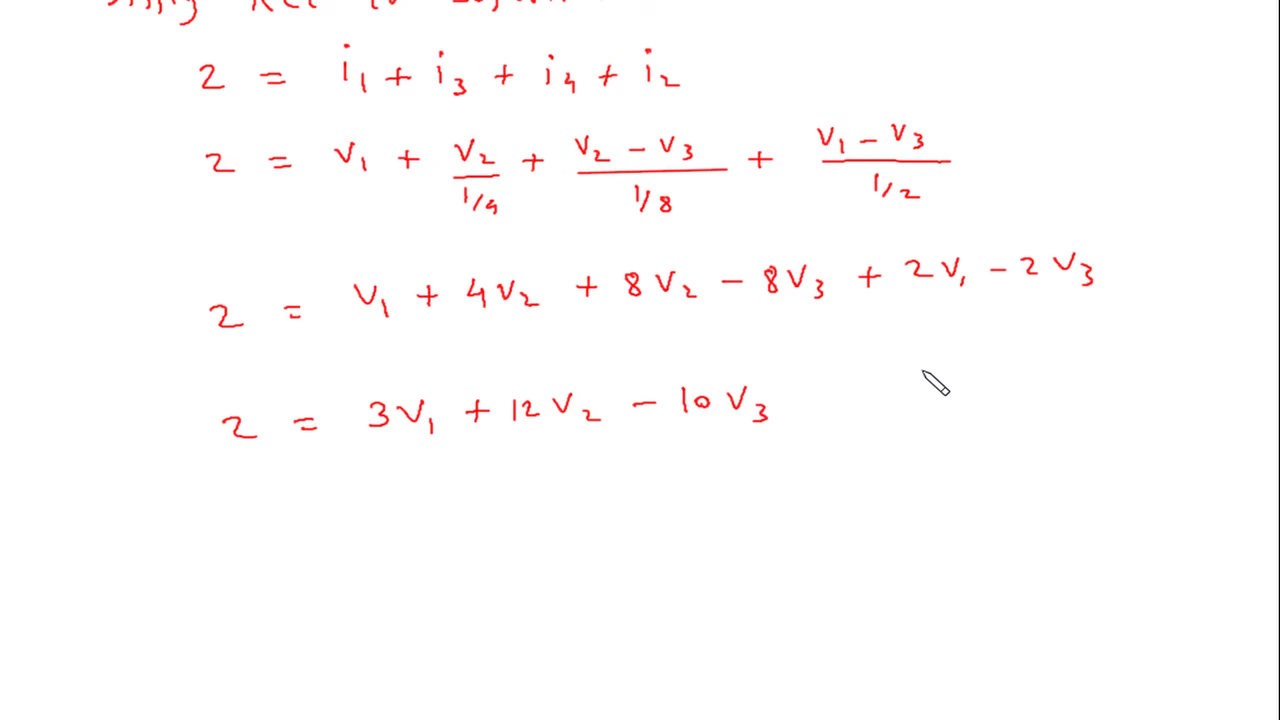 2 = i₁ + i₃ + i₄ + i₂
2 = V₁ + V₂/(1/4) + (V₂ - V₃)/(1/8) + (V₁ - V₃)/(1/2)
2 = V₁ + 4V₂ + 8V₂ - 8V₃ + 2V₁ - 2V₃
2 = 3V₁ + 12V₂ - 10V₃